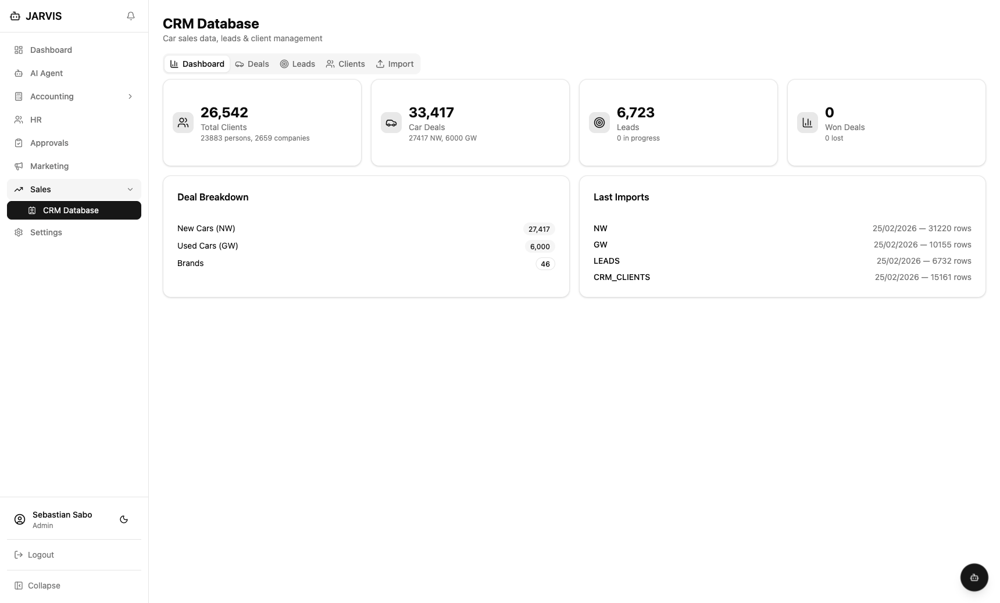 JARVIS
Dashboard
AI Agent
Accounting
HR
Approvals
Marketing
Sales
CRM Database
Settings
Sebastian Sabo
Admin
Logout
Collapse
CRM Database
Car sales data, leads & client management
Dashboard Deals Leads Clients Import
26,542
Total Clients
23883 persons, 2659 companies
33,417
Car Deals
27417 NW, 6000 GW
6,723
Leads
0 in progress
0
Won Deals
0 lost
Deal Breakdown
New Cars (NW) 27,417
Used Cars (GW) 6,000
Brands 46
Last Imports
NW 25/02/2026 — 31220 rows
GW 25/02/2026 — 10155 rows
LEADS 25/02/2026 — 6732 rows
CRM_CLIENTS 25/02/2026 — 15161 rows